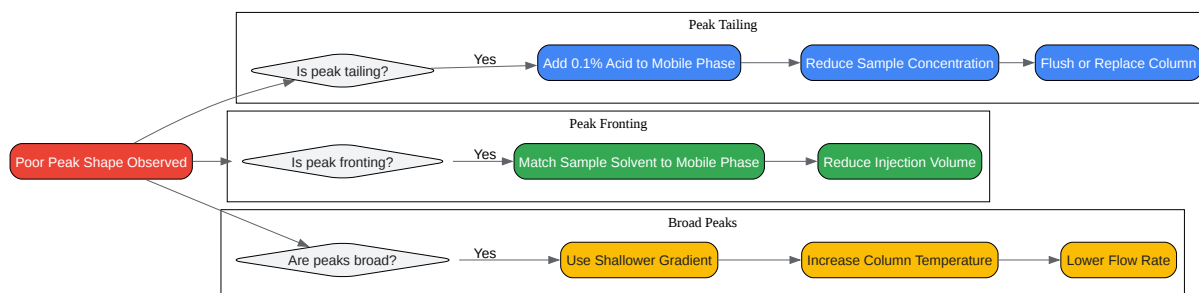 Peak Tailing
Is peak tailing?
Yes
Add 0.1% Acid to Mobile Phase
Reduce Sample Concentration
Flush or Replace Column
Poor Peak Shape Observed
Peak Fronting
Is peak fronting?
Yes
Match Sample Solvent to Mobile Phase
Reduce Injection Volume
Broad Peaks
Are peaks broad?
Yes
Use Shallower Gradient
Increase Column Temperature
Lower Flow Rate